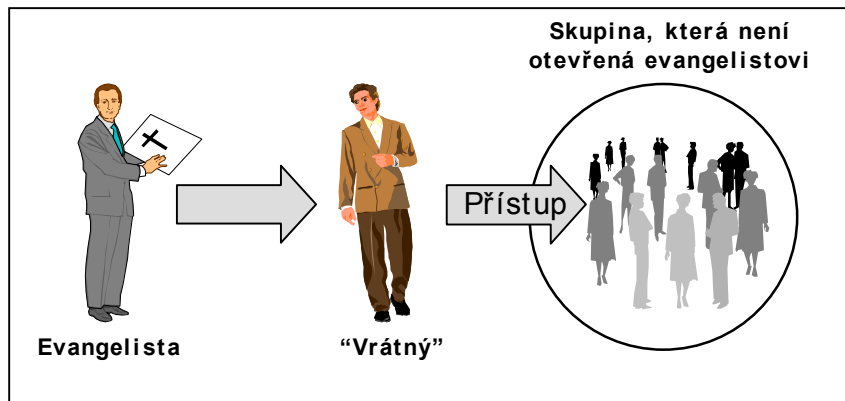 Skupina, která není
otevřená evangelistovi
Přístup
Evangelista
“Vrátný”